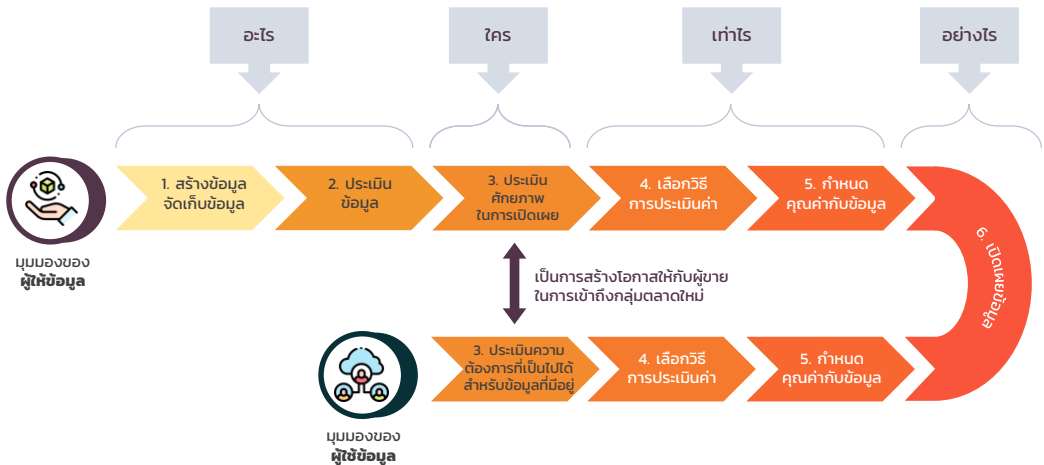 อะไร
ใคร
เท่าไร
อย่างไร
1. สร้างข้อมูล
จัดเก็บข้อมูล
2. ประเมิน
ข้อมูล
3. ประเมิน
ศักยภาพ
ในการเปิดเผย
4. เลือกวิธี
การประเมินค่า
5. กำหนด
คุณค่ากับข้อมูล
6. เปิดเผยข้อมูล
มุมมองของ
ผู้ให้ข้อมูล
เป็นการสร้างโอกาสให้กับผู้ขาย
ในการเข้าถึงกลุ่มตลาดใหม่
3. ประเมินความ
ต้องการที่เป็นไปได้
สำหรับข้อมูลที่มีอยู่
4. เลือกวิธี
การประเมินค่า
5. กำหนด
คุณค่ากับข้อมูล
มุมมองของ
ผู้ใช้ข้อมูล